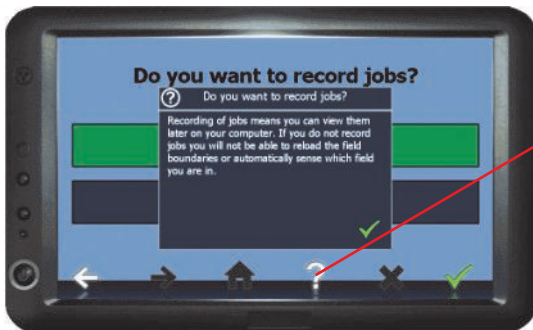 Do you want to record jobs?
? Do you want to record jobs?
Recording of jobs means you can view them
later on your computer. If you do not record
jobs you will not be able to reload the field
boundaries or automatically sense which field
you are in.
?